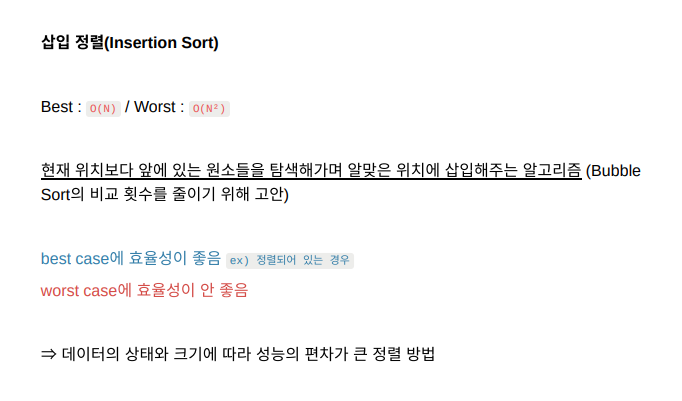 삽입 정렬(Insertion Sort)
Best : O(N) / Worst : O(N²)
현재 위치보다 앞에 있는 원소들을 탐색해가며 알맞은 위치에 삽입해주는 알고리즘 (Bubble
Sort의 비교 횟수를 줄이기 위해 고안)
best case에 효율성이 좋음 ex) 정렬되어 있는 경우
worst case에 효율성이 안 좋음
⇒ 데이터의 상태와 크기에 따라 성능의 편차가 큰 정렬 방법